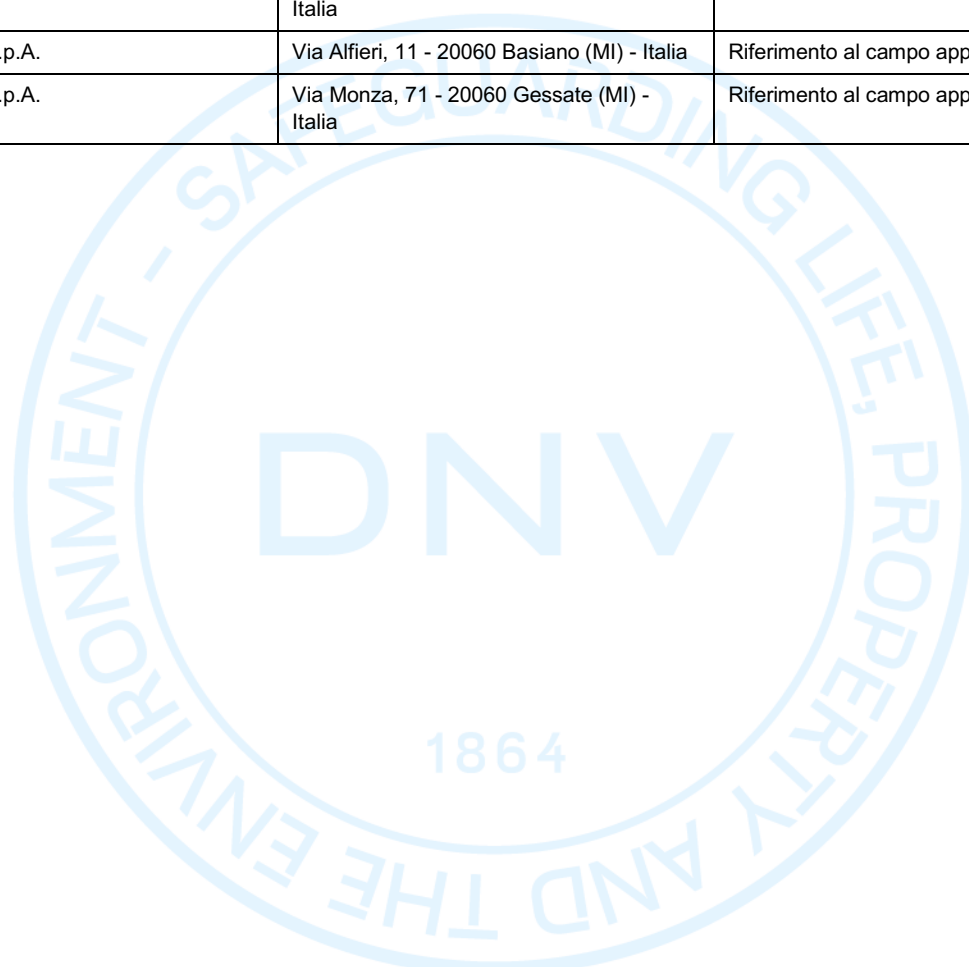 Italia
.p.A.
Via Alfieri, 11 - 20060 Basiano (MI) - Italia
Riferimento al campo app
.p.A.
Via Monza, 71 - 20060 Gessate (MI) -
Italia
Riferimento al campo app
SAFEGUARDING LIFE, PROPERTY AND THE ENVIRONMENT -
DNV
1864